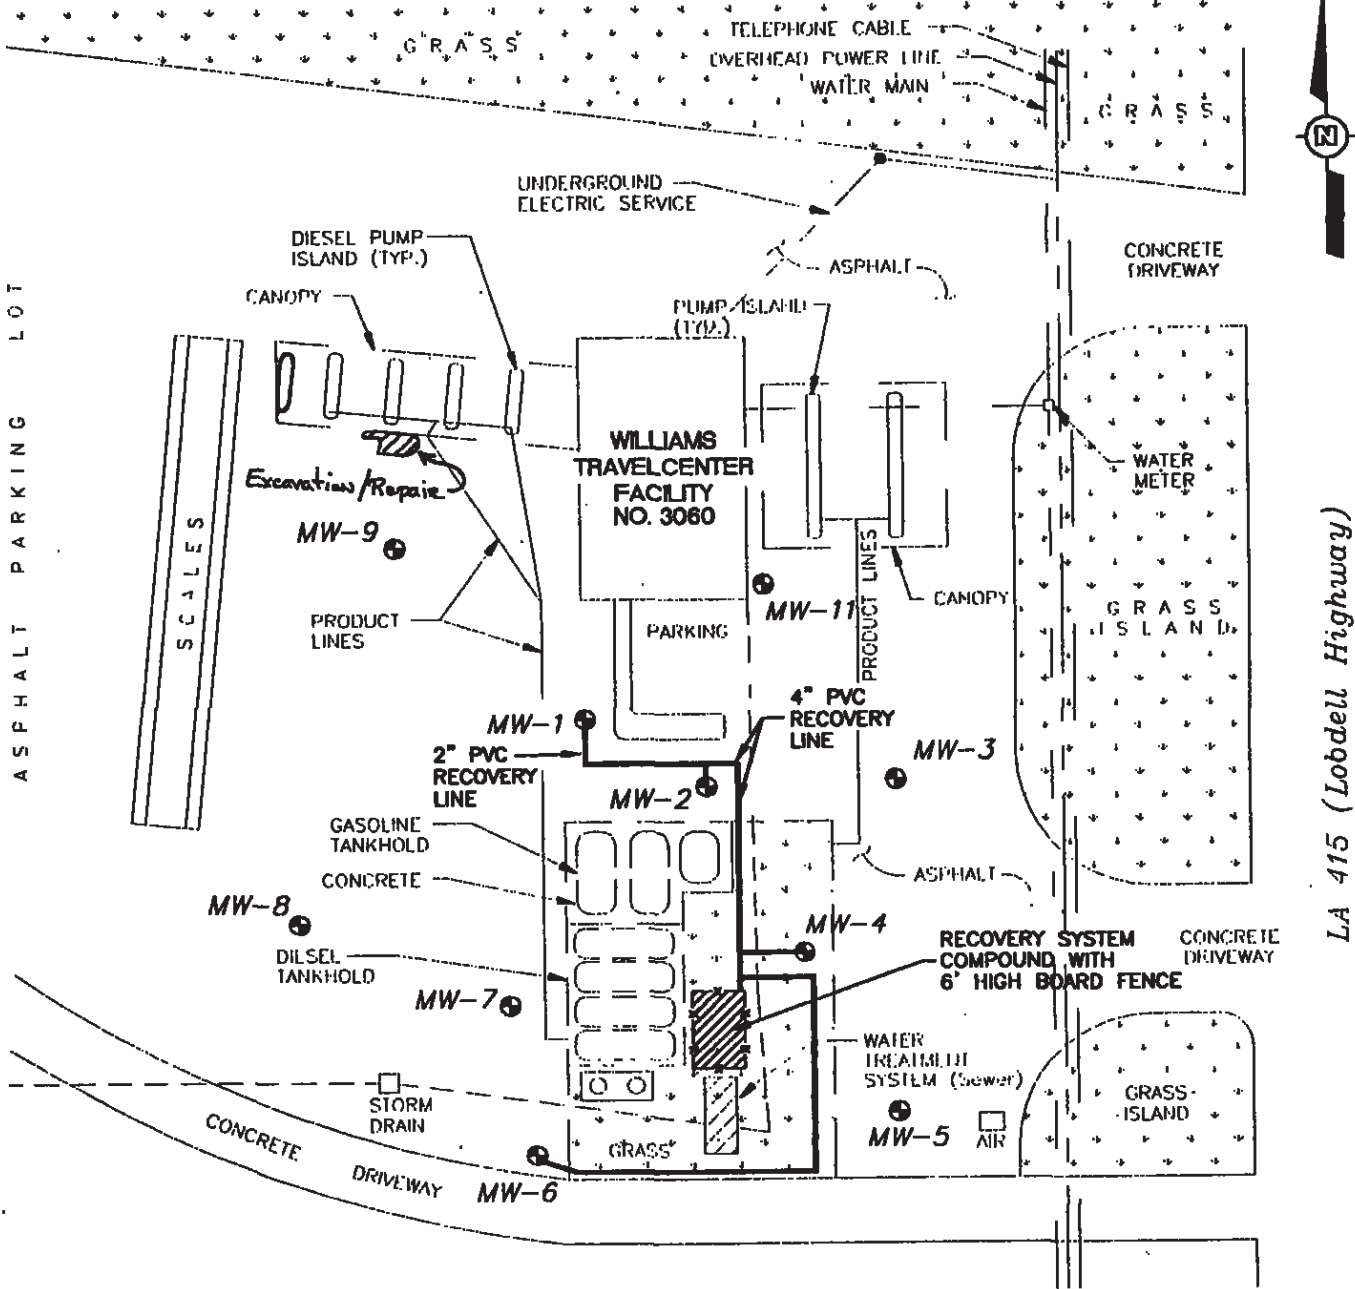 G R A S S
TELEPHONE CABLE
OVERHEAD POWER LINE
WATER MAIN
G R A S S
N
UNDERGROUND
ELECTRIC SERVICE
DIESEL PUMP
ISLAND (TYP.)
ASPHALT
CONCRETE
DRIVEWAY
CANOPY
PUMP ISLAND
(TYP.)
ASPHALT PARKING LOT
WILLIAMS
TRAVELCENTER
FACILITY
NO. 3060
WATER
METER
Excavation/Repair
MW-9
SCALES
PRODUCT
LINES
PARKING
MW-11
PRODUCT LINES
CANOPY
G R A S S
ISLAND
LA 415 (Lobdell Highway)
MW-1
4" PVC
RECOVERY
LINE
2" PVC
RECOVERY
LINE
MW-2
MW-3
GASOLINE
TANKHOLD
CONCRETE
ASPHALT
MW-8
MW-4
DIESEL
TANKHOLD
RECOVERY SYSTEM
COMPOUND WITH
6' HIGH BOARD FENCE
CONCRETE
DRIVEWAY
MW-7
WATER
TREATMENT
SYSTEM (Sewer)
STORM
DRAIN
MW-5
AIR
GRASS
ISLAND
CONCRETE
DRIVEWAY
GRASS
MW-6